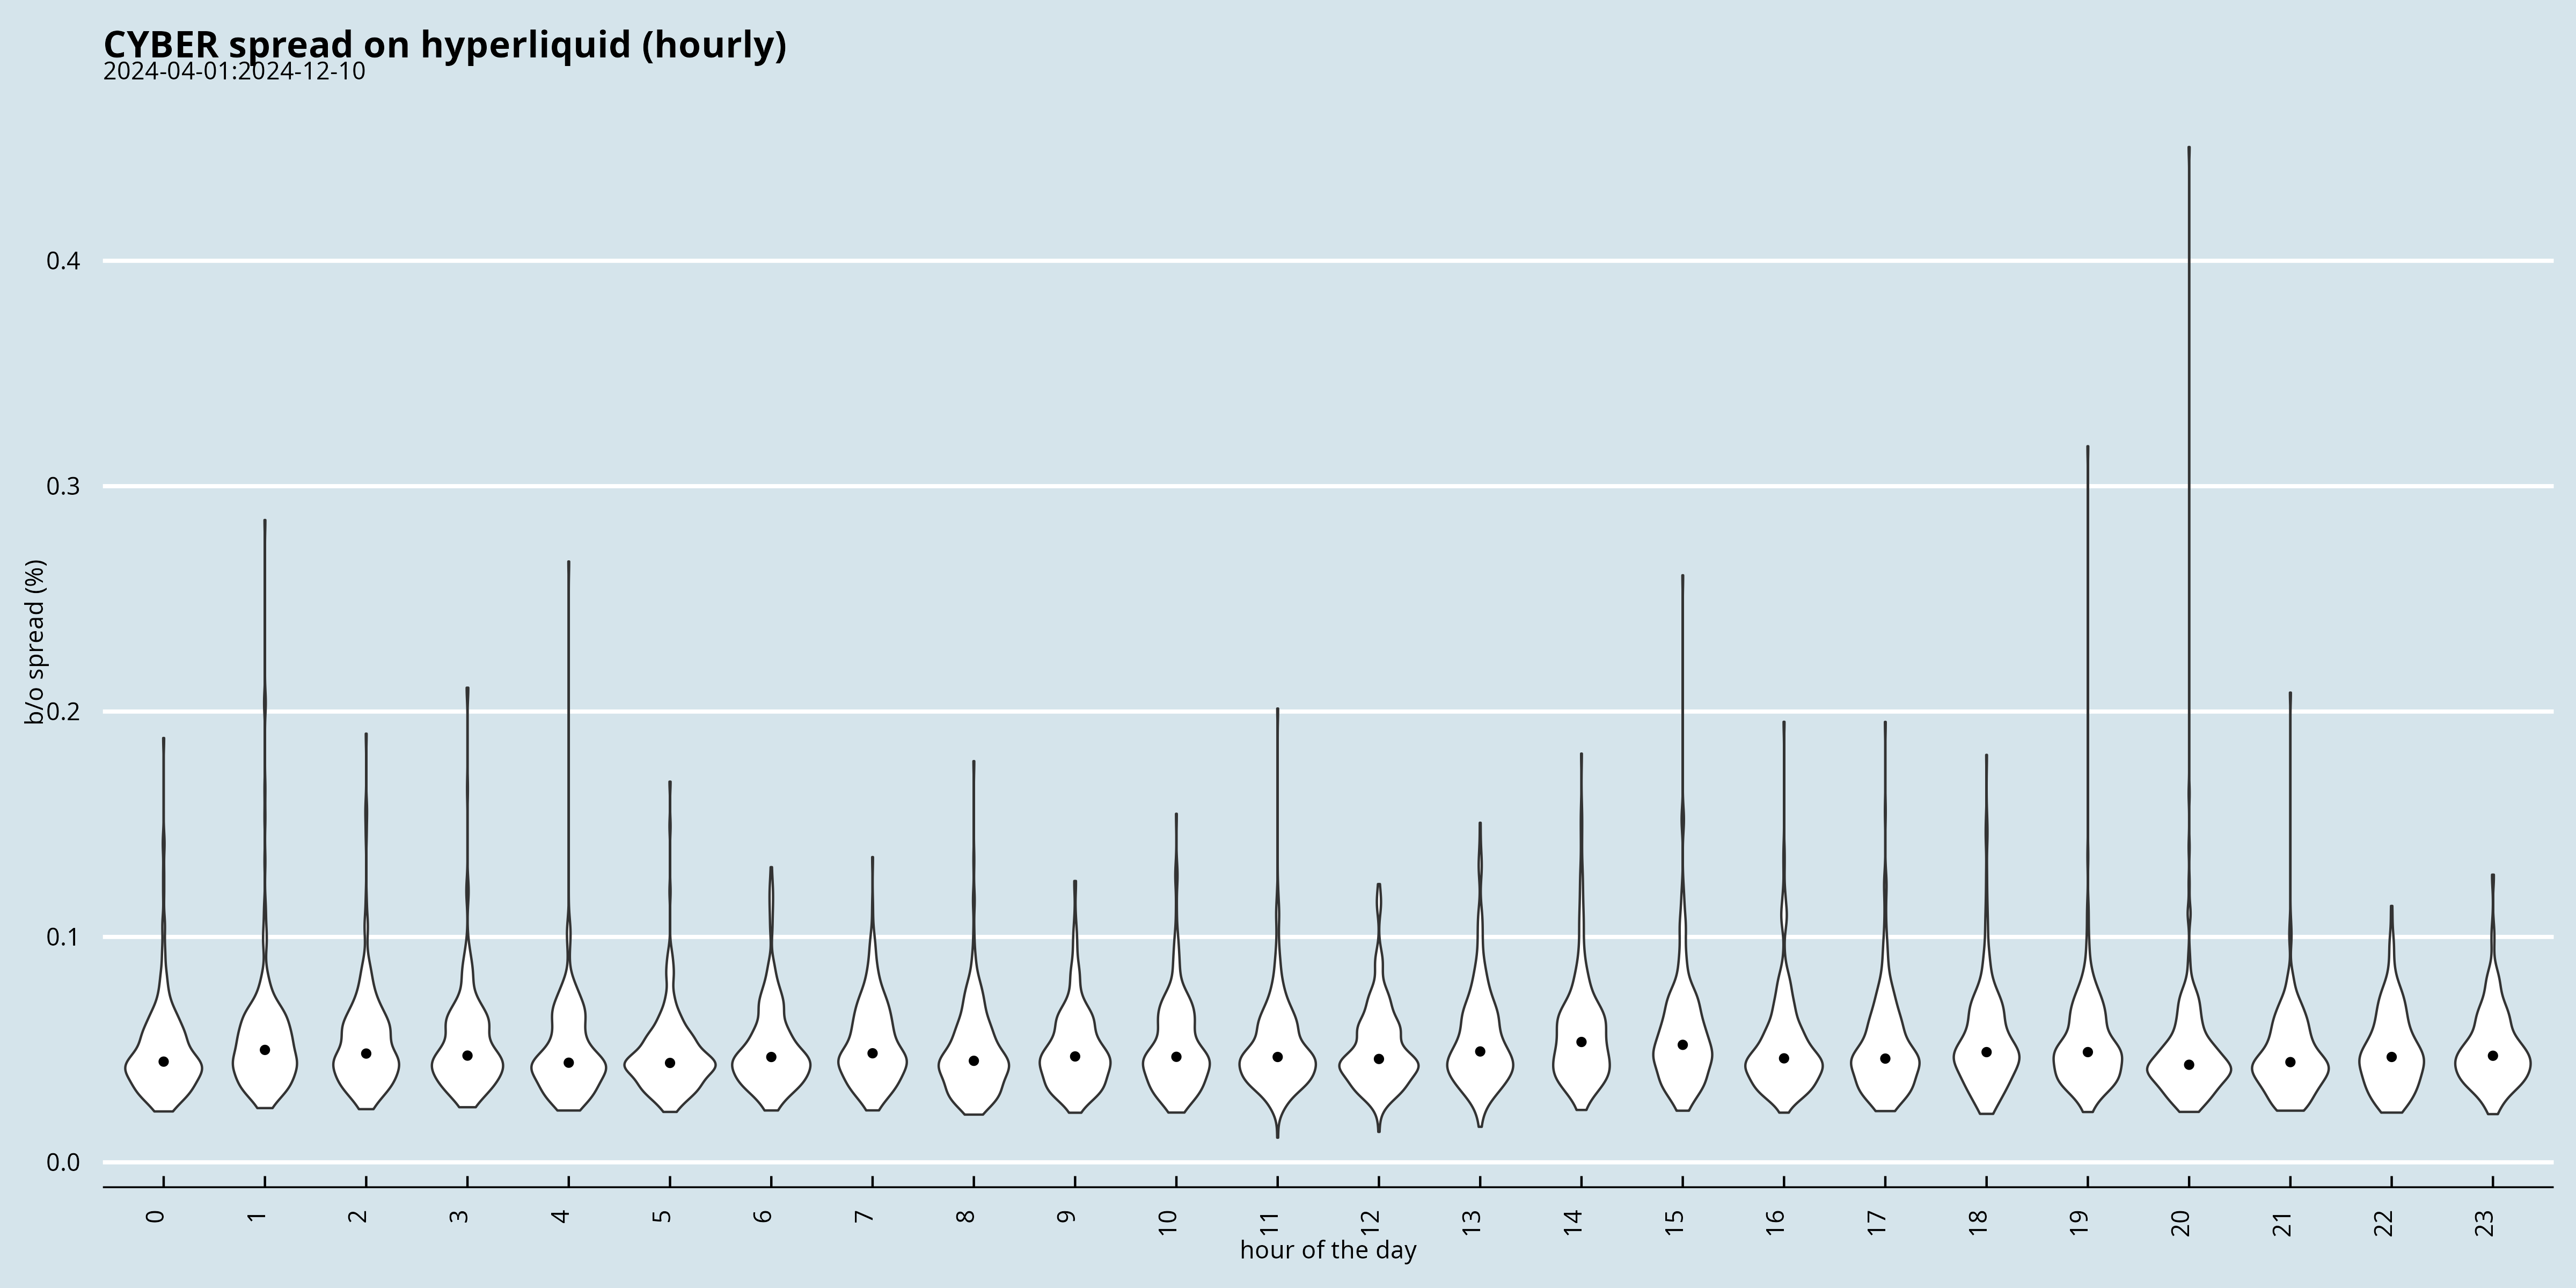 CYBER spread on hyperliquid (hourly)
2024-04-01:2024-12-10
b/o spread (%)
0.4
0.3
0.2
0.1
0.0
0 1 2 3 4 5 6 7 8 9 10 11 12 13 14 15 16 17 18 19 20 21 22 23
hour of the day